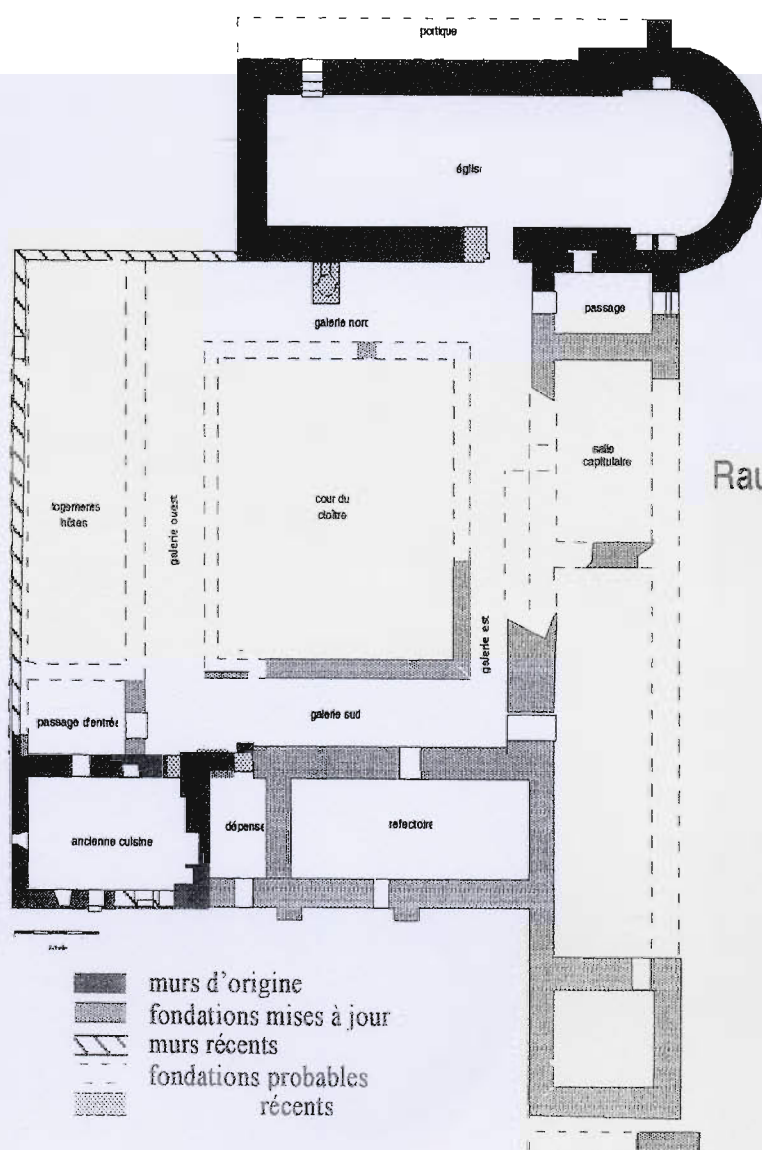 portique
église
passage
galerie nord
salle
capitulaire
Rau
logements
hôtes
galerie ouest
cour du
cloître
galerie est
passage d'entrée
galerie sud
ancienne cuisine
dépense
refectoire
murs d'origine
fondations mises à jour
murs récents
fondations probables
récents